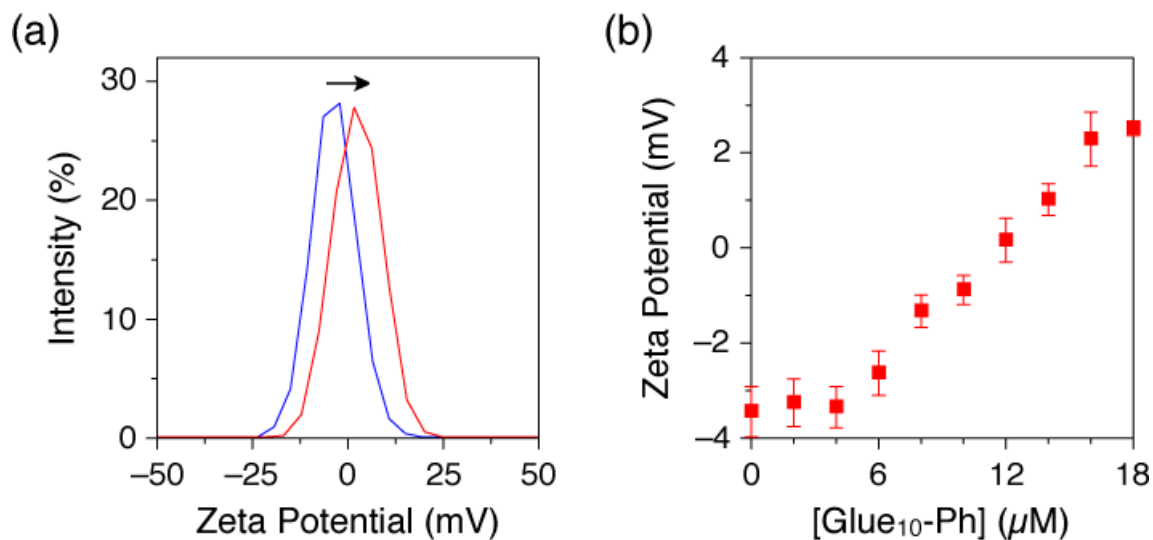 (a)
30
20
10
0
Intensity (%)
–50 –25 0 25 50
Zeta Potential (mV)
(b)
4
2
0
–2
–4
Zeta Potential (mV)
0 6 12 18
[Glue₁₀-Ph] (μM)